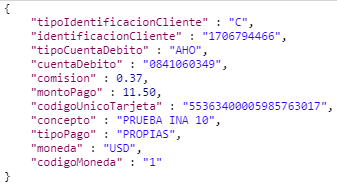 {
"tipoIdentificacionCliente" : "C",
"identificacionCliente" : "1706794466",
"tipoCuentaDebito" : "AHO",
"cuentaDebito" : "0841060349",
"comision" : 0.37,
"montoPago" : 11.50,
"codigoUnicoTarjeta" : "55363400005985763017",
"concepto" : "PRUEBA INA 10",
"tipoPago" : "PROPIAS",
"moneda" : "USD",
"codigoMoneda" : "1"
}